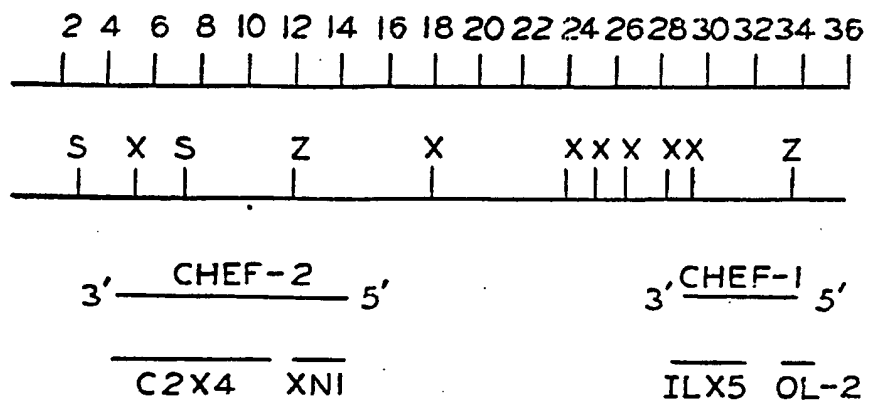 2 4 6 8 10 12 14 16 18 20 22 24 26 28 30 32 34 36
S X S Z X X X X X X Z
3' CHEF-2 5' 3' CHEF-1 5'
C2X4 XN1 ILX5 OL-2